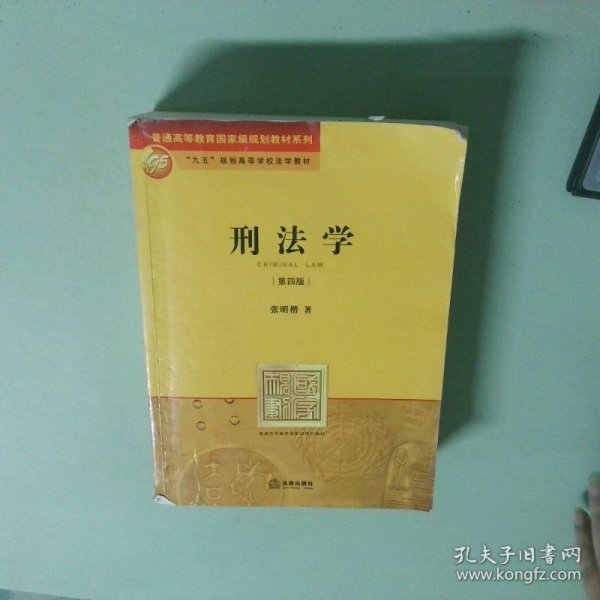 普通高等教育国家级规划教材系列
95
"九五"规划高等学校法学教材
刑法学
CRIMINAL LAW
第四版
张明楷 著
法律出版社
孔夫子旧书网
www.kongfz.com